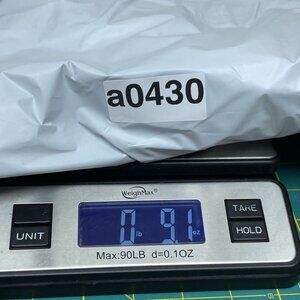 a0430
WeighMax®
UNIT
0 lb 9.1 oz
TARE
HOLD
Max:90LB d=0.1OZ